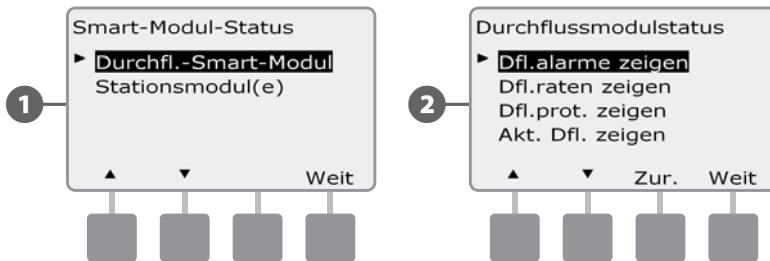 1
Smart-Modul-Status
► Durchfl.-Smart-Modul
Stationsmodul(e)
▲ ▼ Weit
2
Durchflussmodulstatus
► Dfl.alarme zeigen
Dfl.raten zeigen
Dfl.prot. zeigen
Akt. Dfl. zeigen
▲ ▼ Zur. Weit